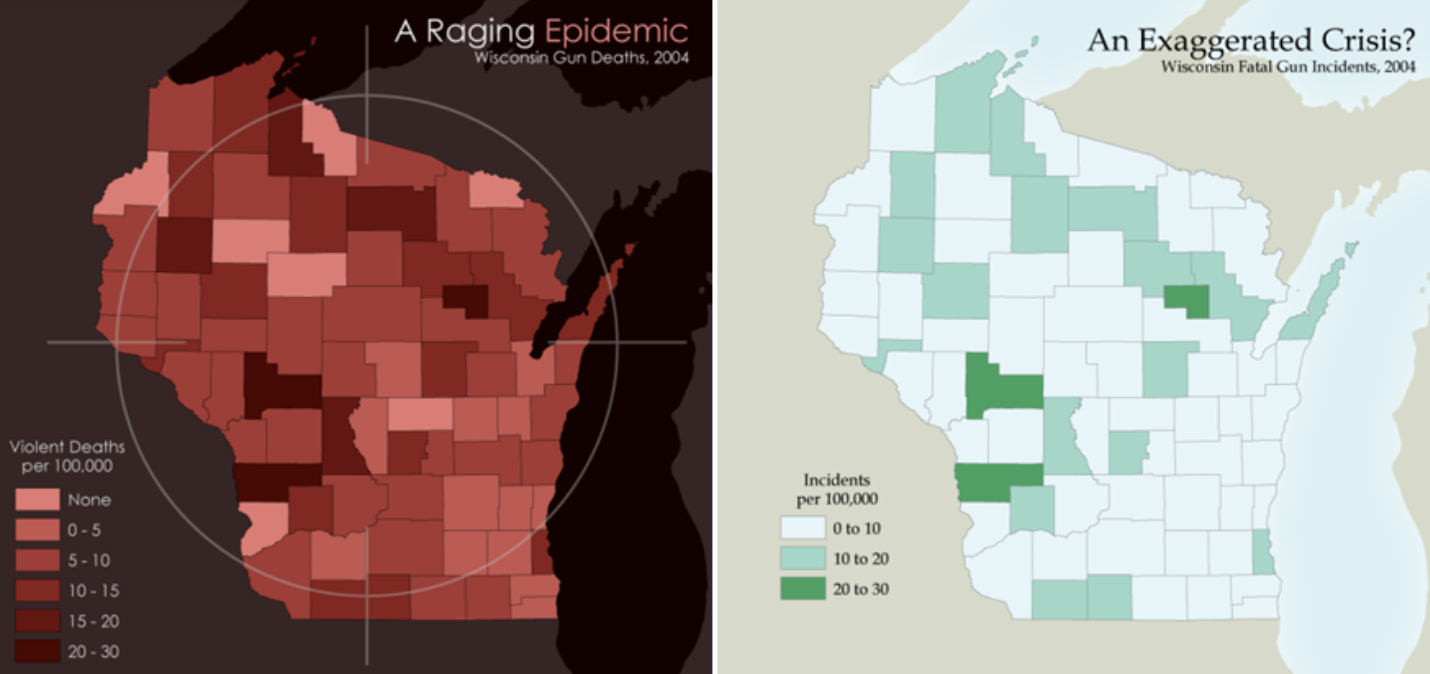 A Raging Epidemic
Wisconsin Gun Deaths, 2004
Violent Deaths
per 100,000
None
0 - 5
5 - 10
10 - 15
15 - 20
20 - 30
An Exaggerated Crisis?
Wisconsin Fatal Gun Incidents, 2004
Incidents
per 100,000
0 to 10
10 to 20
20 to 30